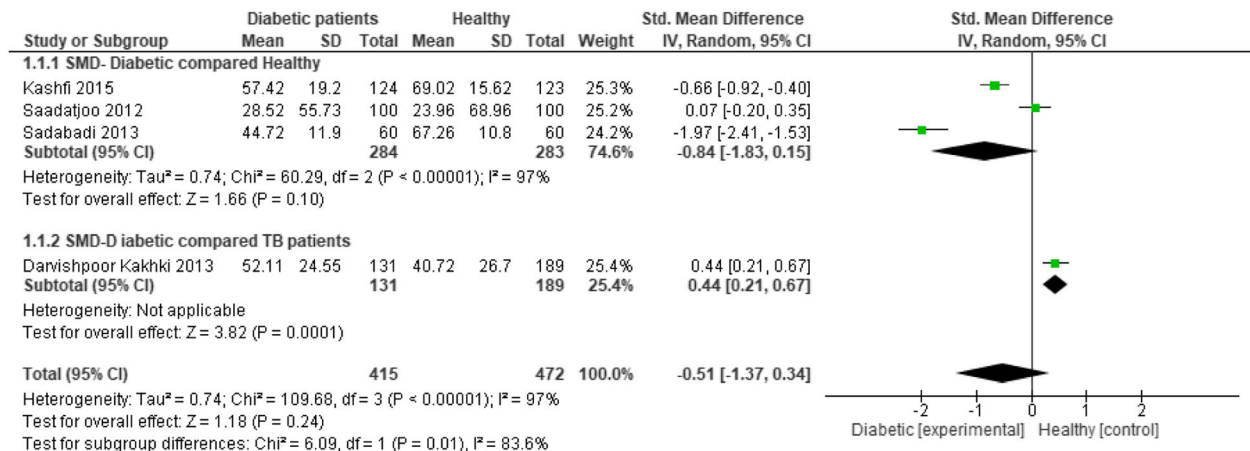 Diabetic patients Healthy Std. Mean Difference Std. Mean Difference
Study or Subgroup Mean SD Total Mean SD Total Weight IV, Random, 95% CI IV, Random, 95% CI
1.1.1 SMD- Diabetic compared Healthy
Kashfi 2015 57.42 19.2 124 69.02 15.62 123 25.3% -0.66 [-0.92, -0.40]
Saadatjoo 2012 28.52 55.73 100 23.96 68.96 100 25.2% 0.07 [-0.20, 0.35]
Sadabadi 2013 44.72 11.9 60 67.26 10.8 60 24.2% -1.97 [-2.41, -1.53]
Subtotal (95% CI) 284 283 74.6% -0.84 [-1.83, 0.15]
Heterogeneity: Tau² = 0.74; Chi² = 60.29, df = 2 (P < 0.00001); I² = 97%
Test for overall effect: Z = 1.66 (P = 0.10)
1.1.2 SMD-D iabetic compared TB patients
Darvishpoor Kakhki 2013 52.11 24.55 131 40.72 26.7 189 25.4% 0.44 [0.21, 0.67]
Subtotal (95% CI) 131 189 25.4% 0.44 [0.21, 0.67]
Heterogeneity: Not applicable
Test for overall effect: Z = 3.82 (P = 0.0001)
Total (95% CI) 415 472 100.0% -0.51 [-1.37, 0.34]
Heterogeneity: Tau² = 0.74; Chi² = 109.68, df = 3 (P < 0.00001); I² = 97%
Test for overall effect: Z = 1.18 (P = 0.24)
Test for subgroup differences: Chi² = 6.09, df = 1 (P = 0.01), I² = 83.6%
-2 -1 0 1 2
Diabetic [experimental] Healthy [control]